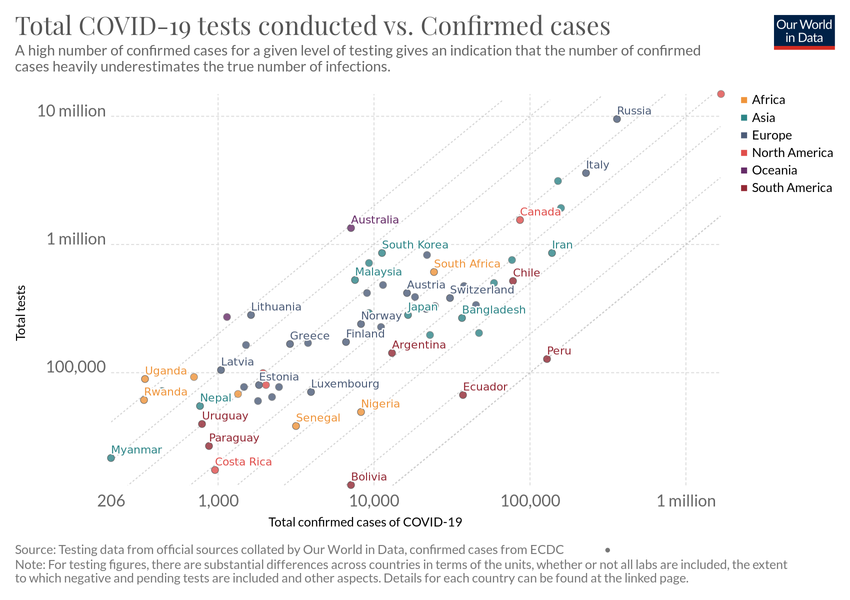 Total COVID-19 tests conducted vs. Confirmed cases
A high number of confirmed cases for a given level of testing gives an indication that the number of confirmed
cases heavily underestimates the true number of infections.
Our World
in Data
10 million
1 million
100,000
Total tests
Russia
Italy
Canada
Australia
South Korea
Iran
South Africa
Malaysia
Chile
Austria
Switzerland
Lithuania
Japan
Bangladesh
Norway
Greece
Finland
Argentina
Peru
Latvia
Uganda
Estonia
Luxembourg
Ecuador
Rwanda
Nepal
Nigeria
Uruguay
Senegal
Paraguay
Myanmar
Costa Rica
Bolivia
Africa
Asia
Europe
North America
Oceania
South America
206
1,000
10,000
100,000
1 million
Total confirmed cases of COVID-19
Source: Testing data from official sources collated by Our World in Data, confirmed cases from ECDC •
Note: For testing figures, there are substantial differences across countries in terms of the units, whether or not all labs are included, the extent
to which negative and pending tests are included and other aspects. Details for each country can be found at the linked page.